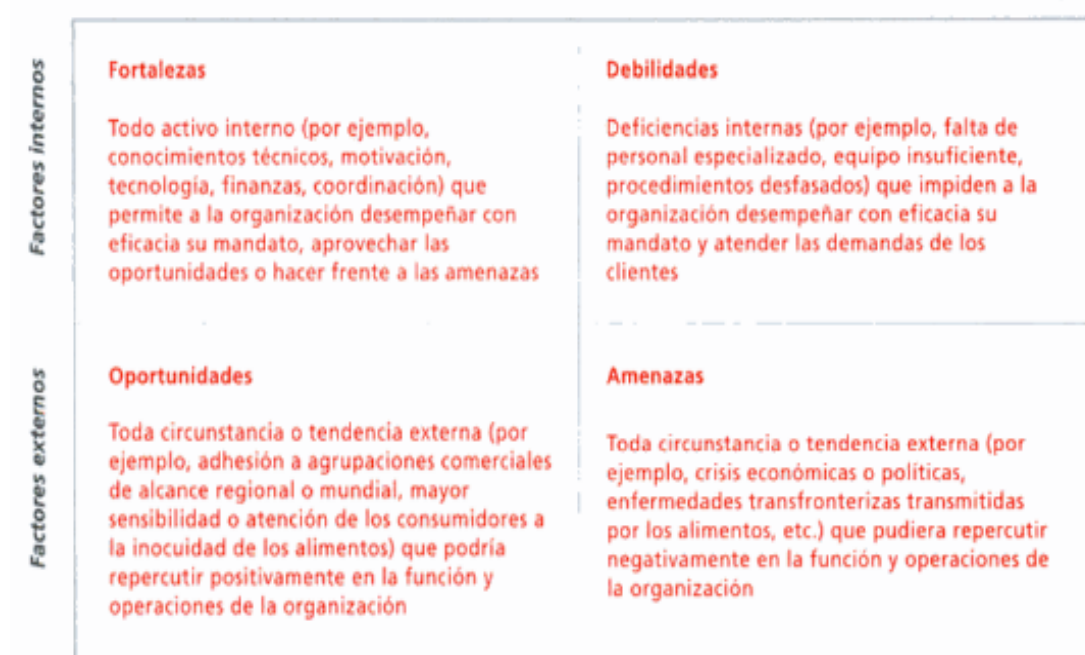 Factores internos
Fortalezas
Todo activo interno (por ejemplo,
conocimientos técnicos, motivación,
tecnología, finanzas, coordinación) que
permite a la organización desempeñar con
eficacia su mandato, aprovechar las
oportunidades o hacer frente a las amenazas
Debilidades
Deficiencias internas (por ejemplo, falta de
personal especializado, equipo insuficiente,
procedimientos desfasados) que impiden a la
organización desempeñar con eficacia su
mandato y atender las demandas de los
clientes
Factores externos
Oportunidades
Toda circunstancia o tendencia externa (por
ejemplo, adhesión a agrupaciones comerciales
de alcance regional o mundial, mayor
sensibilidad o atención de los consumidores a
la inocuidad de los alimentos) que podría
repercutir positivamente en la función y
operaciones de la organización
Amenazas
Toda circunstancia o tendencia externa (por
ejemplo, crisis económicas o políticas,
enfermedades transfronterizas transmitidas
por los alimentos, etc.) que pudiera repercutir
negativamente en la función y operaciones de
la organización